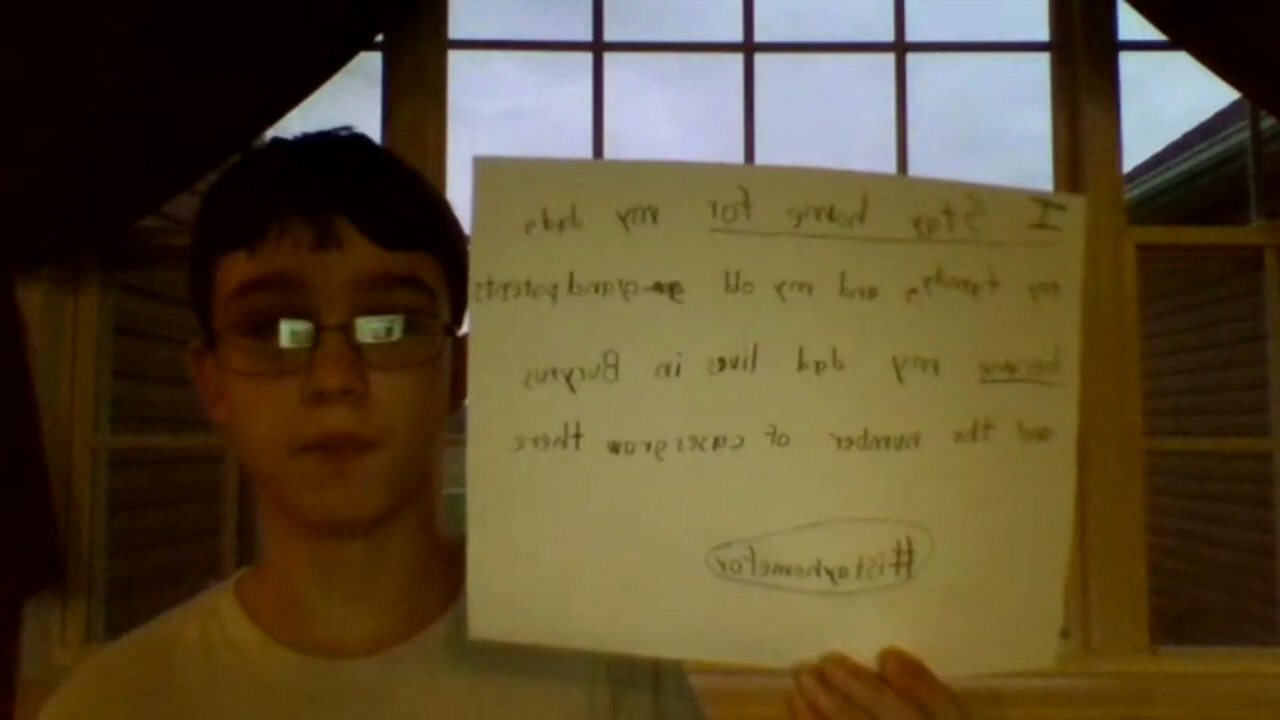 I stay home for my dads
my family, and my old gr grandparents
because my dad lives in Bucyrus
and the number of cases grow there
#istayhomefor